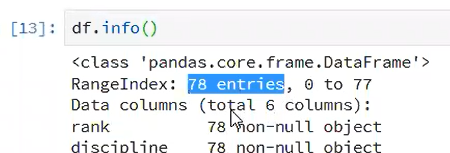 [13]: df.info()
<class 'pandas.core.frame.DataFrame'>
RangeIndex: 78 entries, 0 to 77
Data columns (total 6 columns):
rank 78 non-null object
discipline 78 non-null object